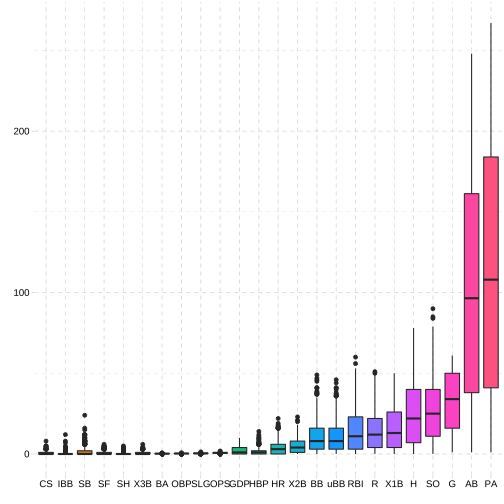 200
100
0
CS IBB SB SF SH X3B BA OBPSLGOPSGDPHBP HR X2B BB uBB RBI R X1B H SO G AB PA